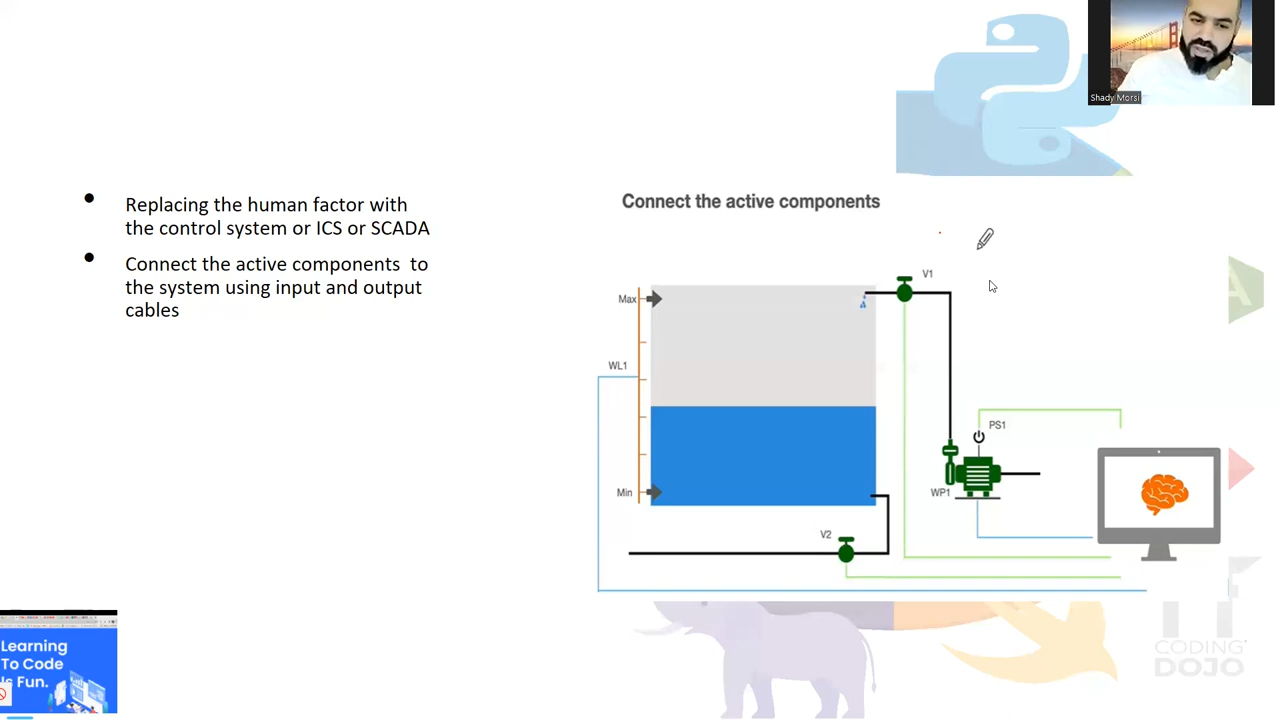 Shady Morsi
• Replacing the human factor with
the control system or ICS or SCADA
• Connect the active components to
the system using input and output
cables
Connect the active components
V1
Max
WL1
PS1
Min
WP1
V2
Learning
To Code
Is Fun.
CODING
DOJO